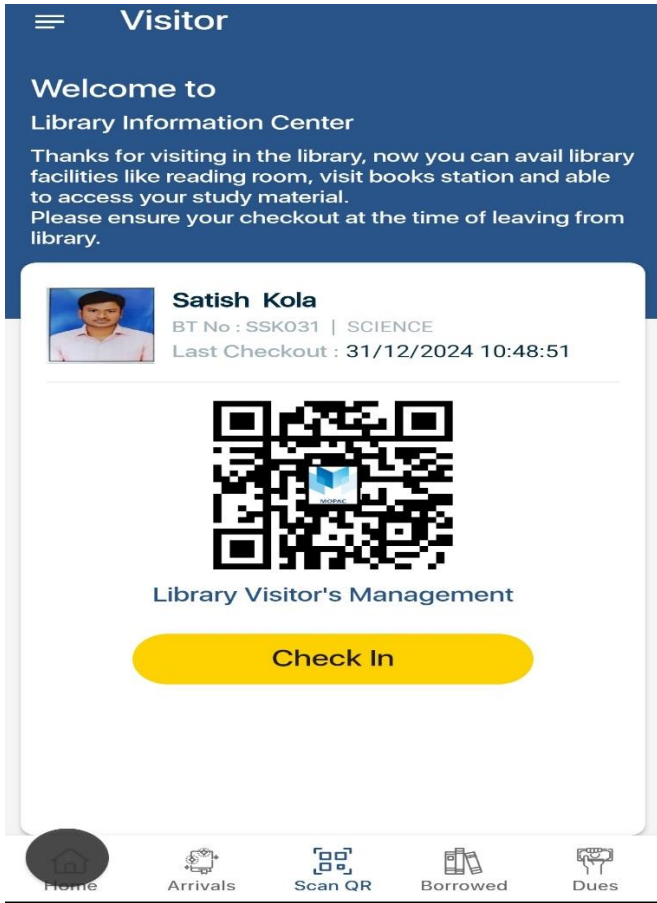 Visitor
Welcome to
Library Information Center
Thanks for visiting in the library, now you can avail library
facilities like reading room, visit books station and able
to access your study material.
Please ensure your checkout at the time of leaving from
library.
Satish Kola
BT No : SSK031 | SCIENCE
Last Checkout : 31/12/2024 10:48:51
MOPAC
Library Visitor's Management
Check In
Home
Arrivals
Scan QR
Borrowed
Dues